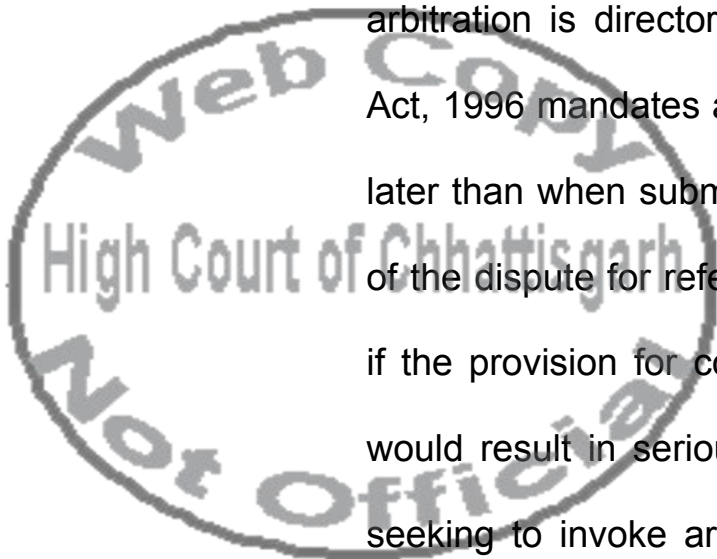 arbitration is director
Act, 1996 mandates a
later than when subm
of the dispute for refe
if the provision for co
would result in seriou
seeking to invoke ar
Web Copy
High Court of Chhattisgarh
Not Official